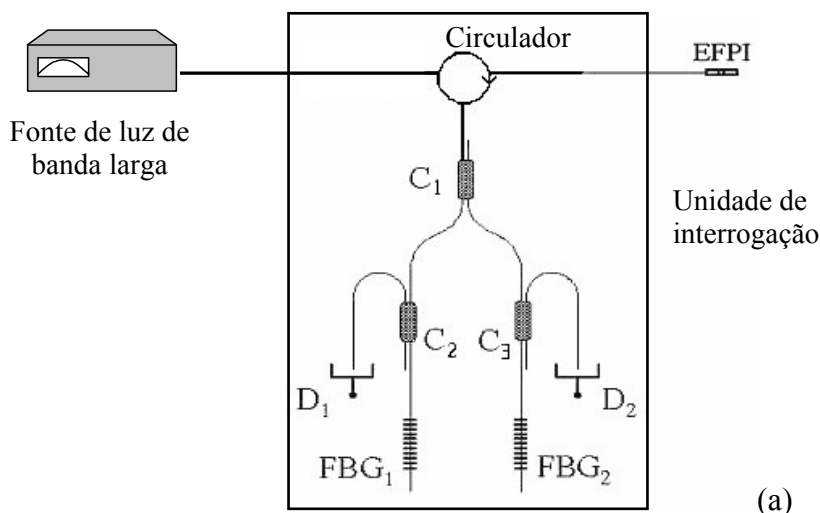 Circulador
EFPI
Fonte de luz de
banda larga
C₁
Unidade de
interrogação
C₂
C₃
D₁
D₂
FBG₁
FBG₂
(a)